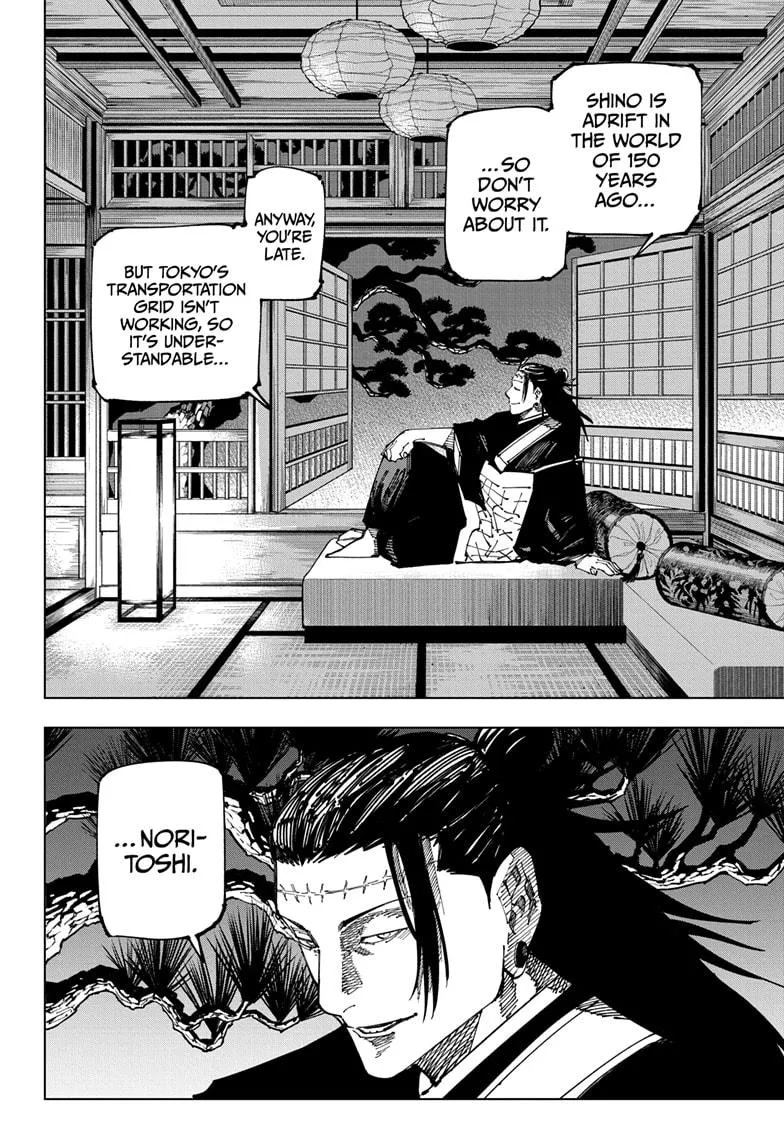 SHINO IS
ADRIFT IN
THE WORLD
OF 150
YEARS
AGO...
...SO
DON'T
WORRY
ABOUT IT.
ANYWAY,
YOU'RE
LATE.
BUT TOKYO'S
TRANSPORTATION
GRID ISN'T
WORKING, SO
IT'S UNDER-
STANDABLE...
...NORI-
TOSHI.